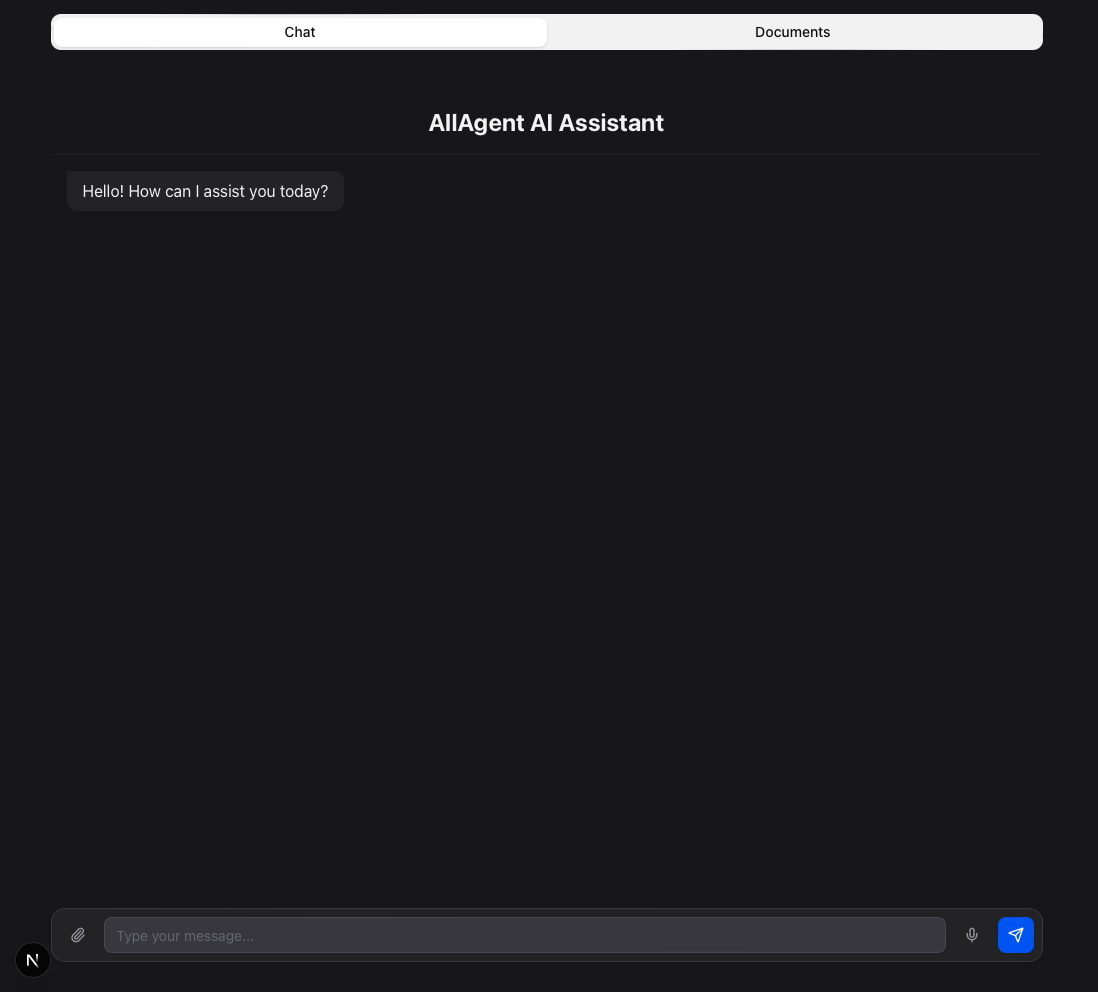 Chat
Documents
AllAgent AI Assistant
Hello! How can I assist you today?
Type your message...
N